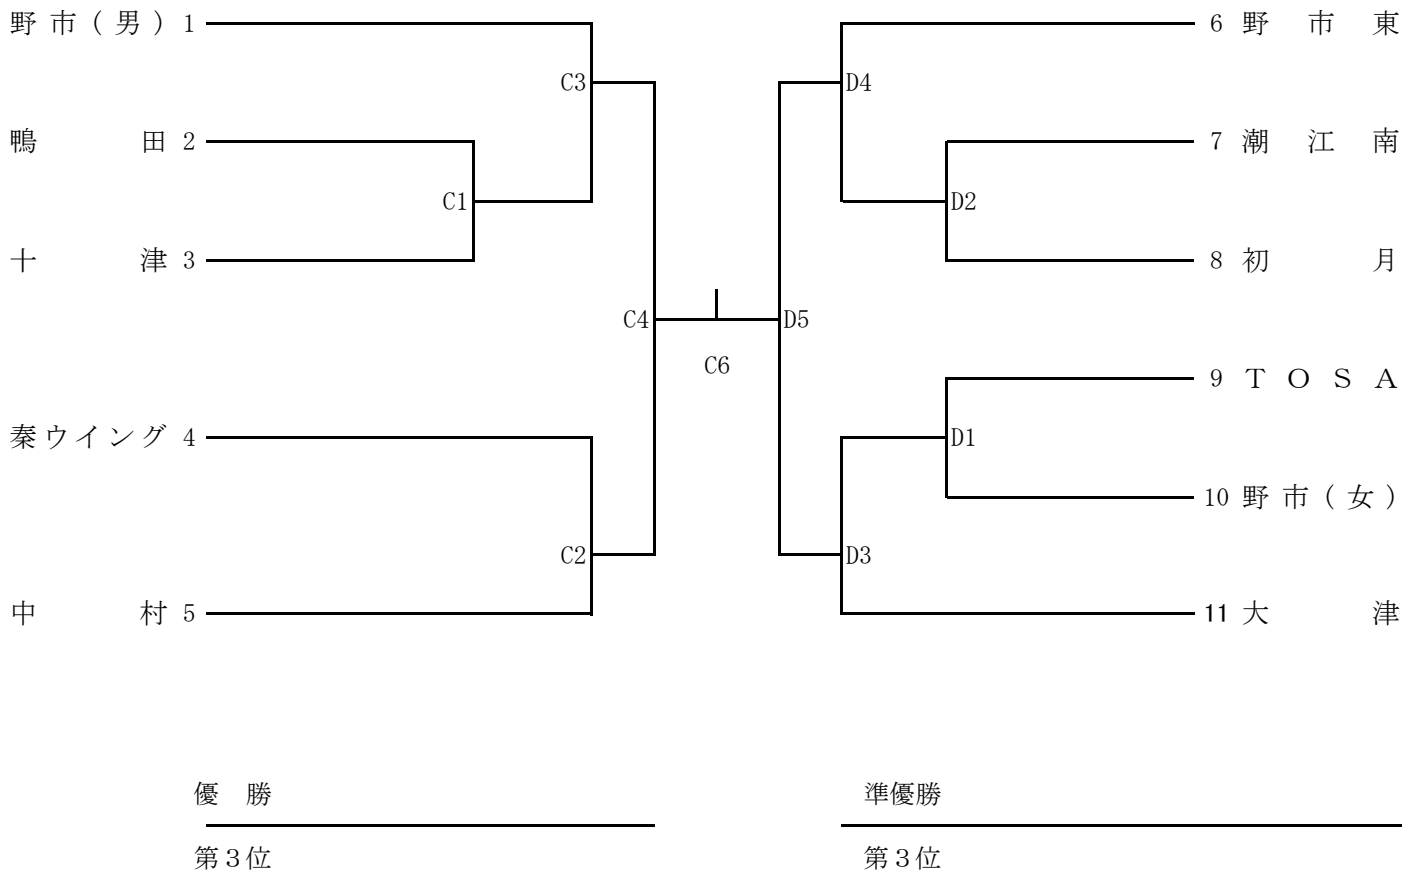 野市(男) 1
C3
鴨田 2
C1
十津 3
C4
秦ウイング 4
C2
中村 5
C6
6 野市東
D4
7 潮江南
D2
8 初月
D5
9 ＴＯＳＡ
D1
10 野市(女)
D3
11 大津
優　勝
準優勝
第３位
第３位